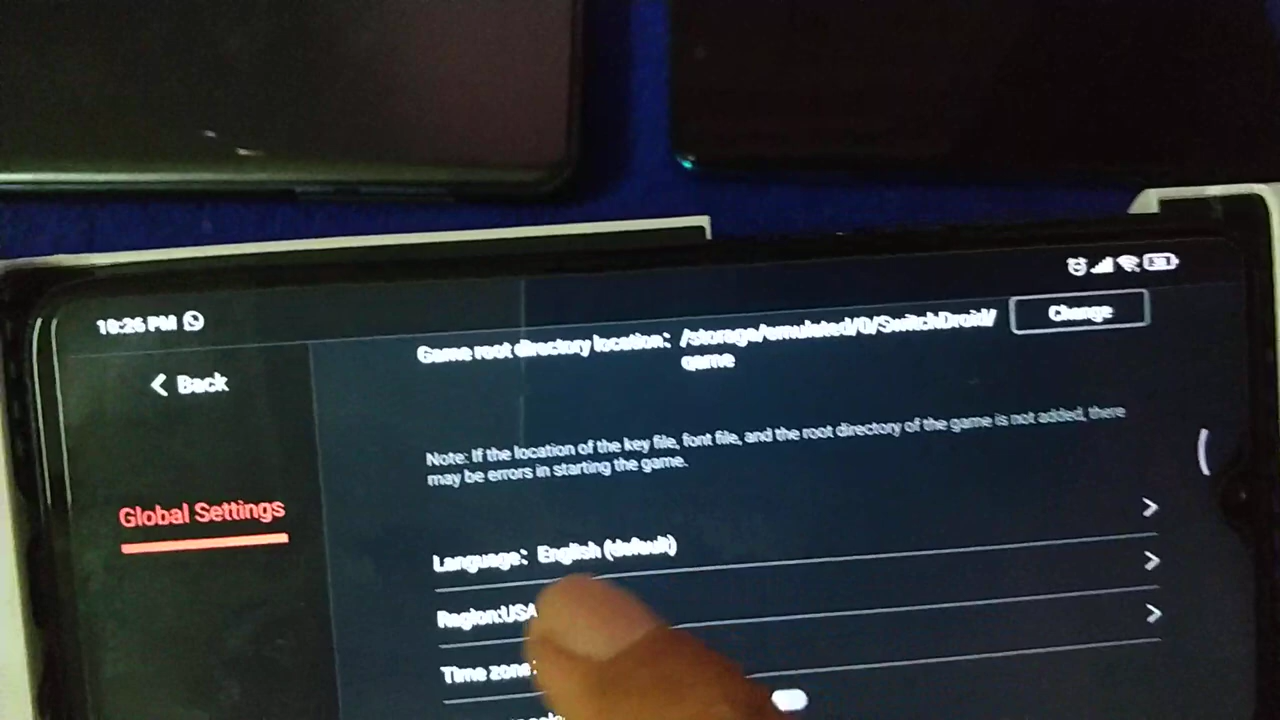 10:26 PM
Game root directory location: /storage/emulated/0/SwitchDroid/
game
Change
< Back
Note: If the location of the key file, font file, and the root directory of the game is not added, there
may be errors in starting the game.
Global Settings
Language: English (default)
Region:USA
Time zone: